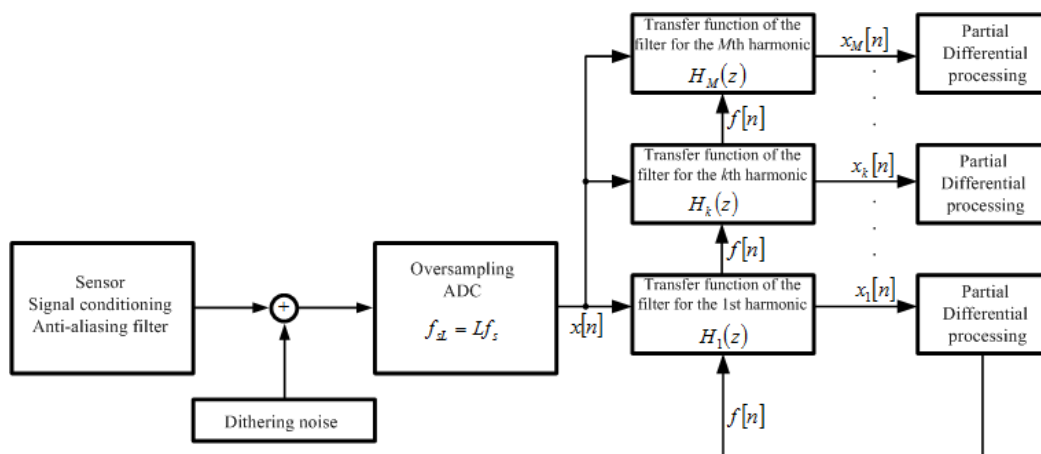 Transfer function of the
filter for the Mth harmonic
H_M(z)
x_M[n]
Partial
Differential
processing
f[n]
Transfer function of the
filter for the kth harmonic
H_k(z)
x_k[n]
Partial
Differential
processing
f[n]
Sensor
Signal conditioning
Anti-aliasing filter
+
Oversampling
ADC
f_{sL} = Lf_s
x[n]
Transfer function of the
filter for the 1st harmonic
H_1(z)
x_1[n]
Partial
Differential
processing
Dithering noise
f[n]